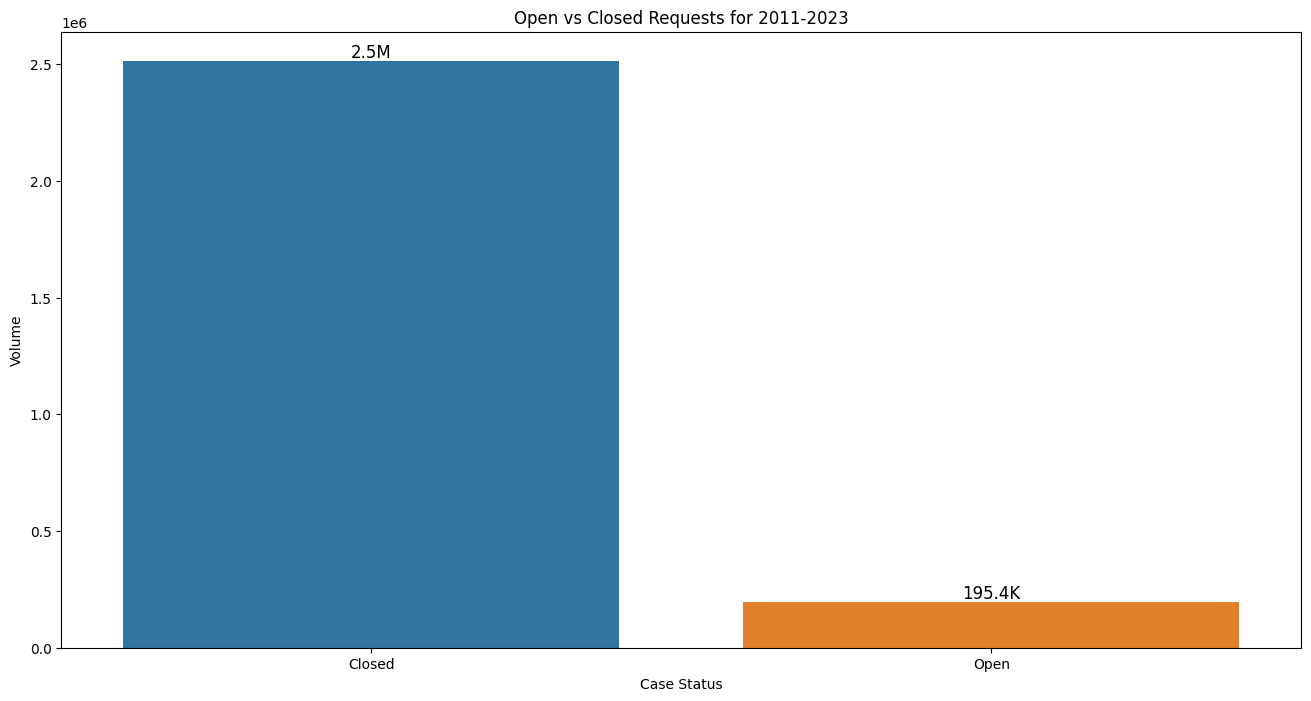 Open vs Closed Requests for 2011-2023
1e6
2.5M
2.5
2.0
1.5
Volume
1.0
0.5
195.4K
0.0
Closed
Open
Case Status